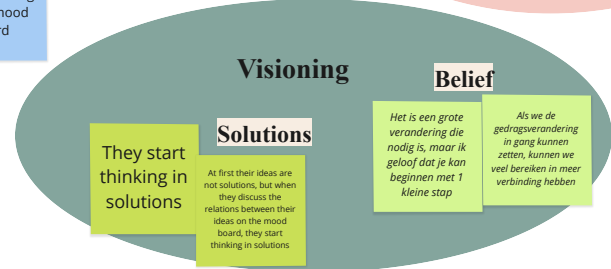 nood
rd
Visioning
Belief
Solutions
They start
thinking in
solutions
At first their ideas are
not solutions, but when
they discuss the
relations between their
ideas on the mood
board, they start
thinking in solutions
Het is een grote
verandering die
nodig is, maar ik
geloof dat je kan
beginnen met 1
kleine stap
Als we de
gedragsverandering
in gang kunnen
zetten, kunnen we
veel bereiken in meer
verbinding hebben